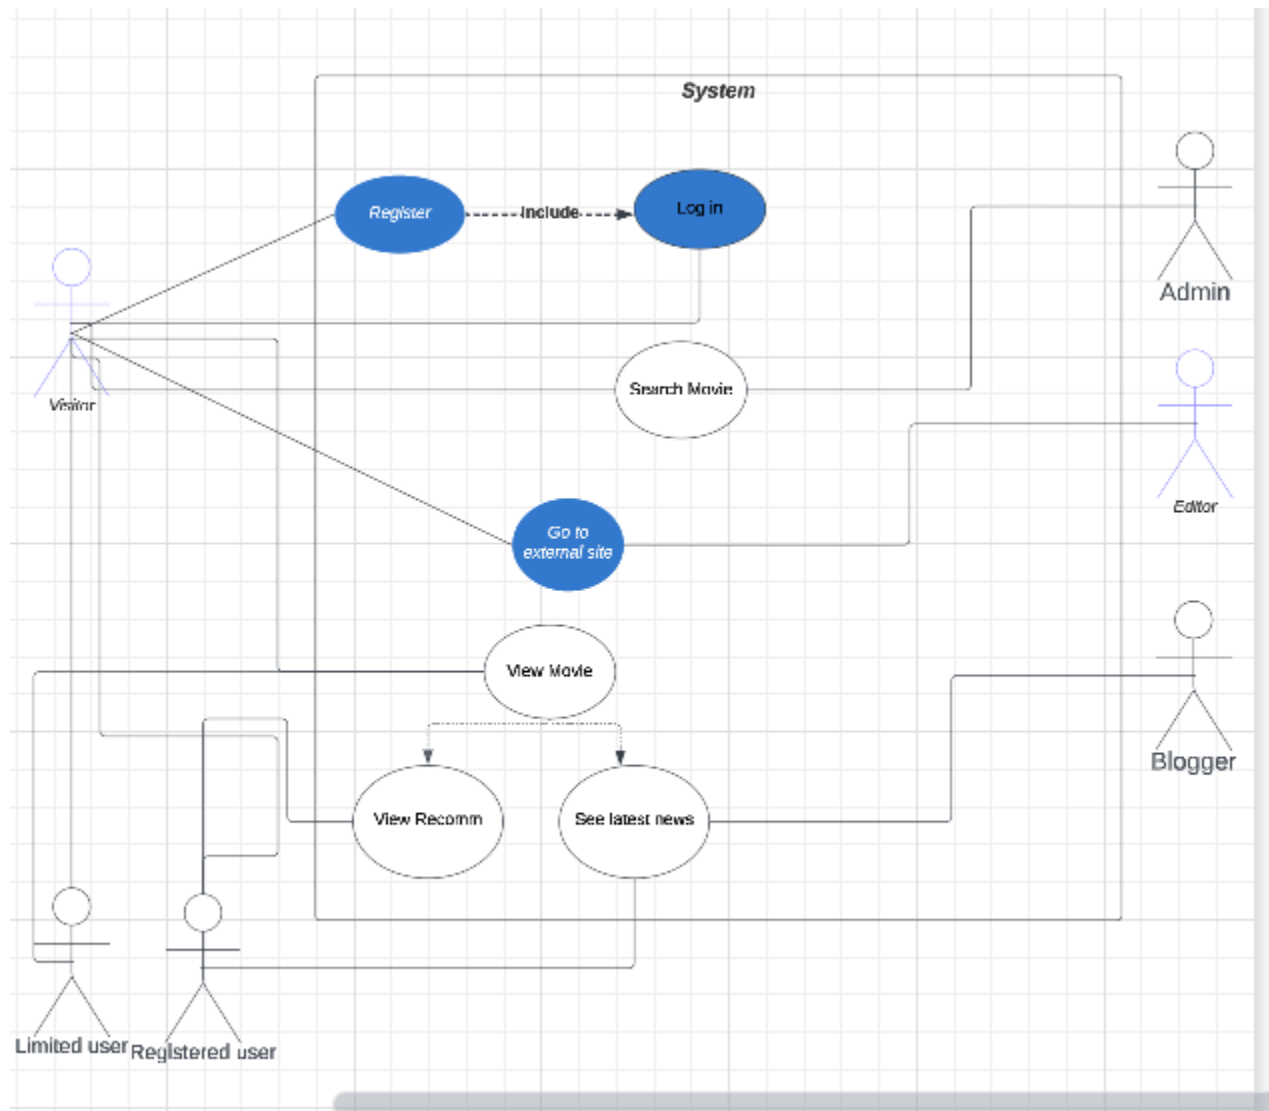 System
Register
include
Log in
Admin
Visitor
Search Movie
Editor
Go to
external site
View Movie
Blogger
View Recomm
See latest news
Limited user
Registered user